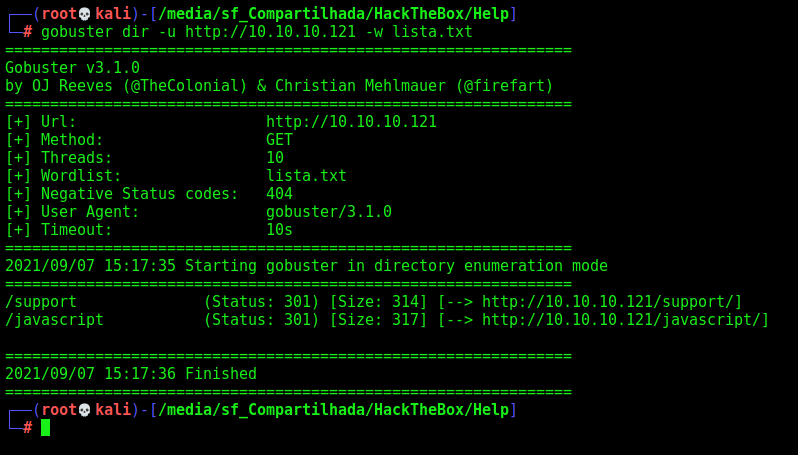 ┌──(root💀kali)-[/media/sf_Compartilhada/HackTheBox/Help]
└─# gobuster dir -u http://10.10.10.121 -w lista.txt
===============================================================
Gobuster v3.1.0
by OJ Reeves (@TheColonial) & Christian Mehlmauer (@firefart)
===============================================================
[+] Url:                     http://10.10.10.121
[+] Method:                  GET
[+] Threads:                 10
[+] Wordlist:                lista.txt
[+] Negative Status codes:   404
[+] User Agent:              gobuster/3.1.0
[+] Timeout:                 10s
===============================================================
2021/09/07 15:17:35 Starting gobuster in directory enumeration mode
===============================================================
/support              (Status: 301) [Size: 314] [--> http://10.10.10.121/support/]
/javascript           (Status: 301) [Size: 317] [--> http://10.10.10.121/javascript/]

===============================================================
2021/09/07 15:17:36 Finished
===============================================================
┌──(root💀kali)-[/media/sf_Compartilhada/HackTheBox/Help]
└─#